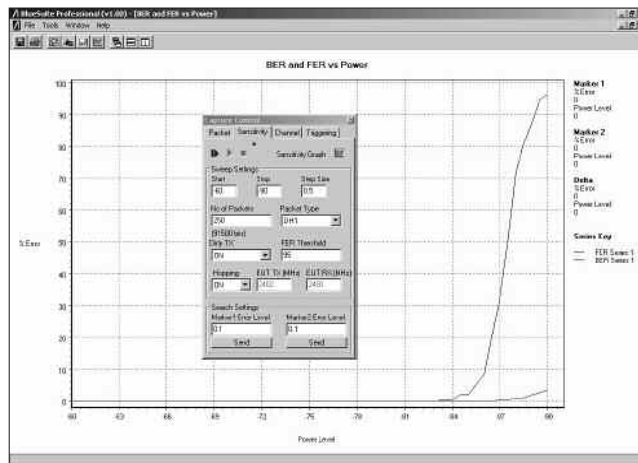 BlueSuite Professional (v1.00) - [BER and FER vs Power]
File Tools Window Help
BER and FER vs Power
100
90
80
70
60
50
40
30
20
10
0
% Error
-60 -63 -66 -69 -72 -75 -78 -81 -84 -87 -90
Power Level
Capture Control
Packet Sensitivity Channel Triggering
Sensitivity Graph
Sweep Settings
Start Stop Step Size
-60 -90 0.5
No of Packets Packet Type
250 DH1
(91500 bits)
Dirty TX FER Threshold
ON 95
Hopping EUT TX (MHz) EUT RX (MHz)
ON 2402
Search Settings
Marker1 Error Level Marker2 Error Level
0.1 0.1
Send Send
Marker 1
% Error
0
Power Level
0
Marker 2
% Error
0
Power Level
0
Delta
% Error
0
Power Level
0
Series Key
FER Series 1
BER Series 1